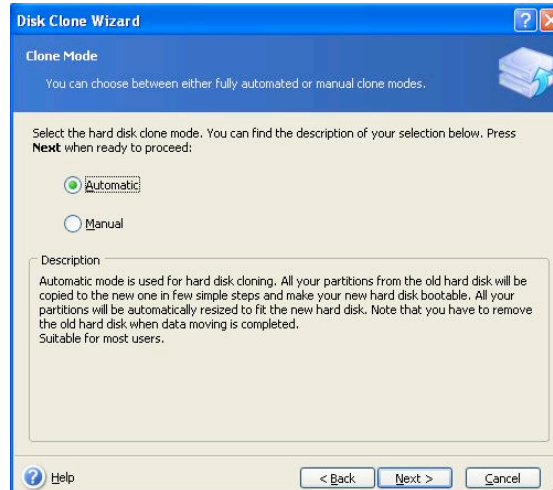 Disk Clone Wizard
Clone Mode
You can choose between either fully automated or manual clone modes.
Select the hard disk clone mode. You can find the description of your selection below. Press
Next when ready to proceed:
Automatic
Manual
Description
Automatic mode is used for hard disk cloning. All your partitions from the old hard disk will be
copied to the new one in few simple steps and make your new hard disk bootable. All your
partitions will be automatically resized to fit the new hard disk. Note that you have to remove
the old hard disk when data moving is completed.
Suitable for most users.
? Help
< Back
Next >
Cancel